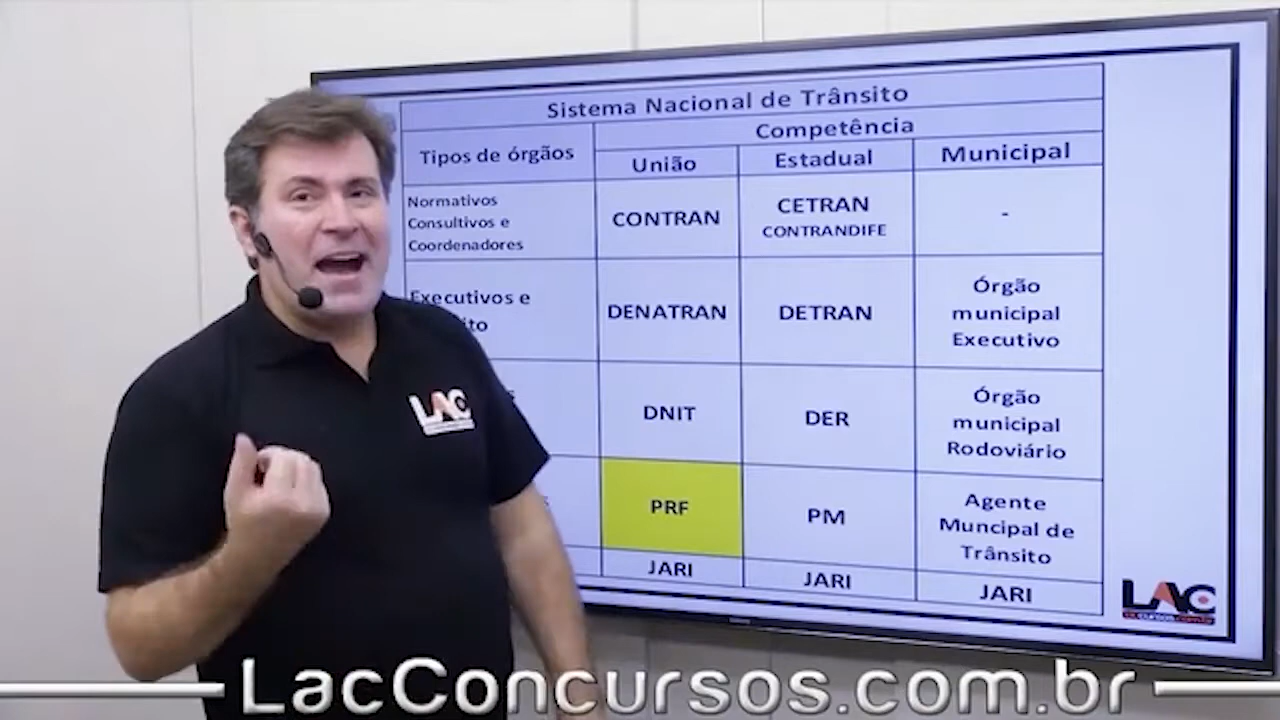 Sistema Nacional de Trânsito
Tipos de órgãos
Competência
União
Estadual
Municipal
Normativos
Consultivos e
Coordenadores
CONTRAN
CETRAN
CONTRANDIFE
-
Executivos e
DENATRAN
DETRAN
Órgão
municipal
Executivo
DNIT
DER
Órgão
municipal
Rodoviário
PRF
PM
Agente
Muncipal de
Trânsito
JARI
JARI
JARI
LAC
LAC
LacConcursos.com.br